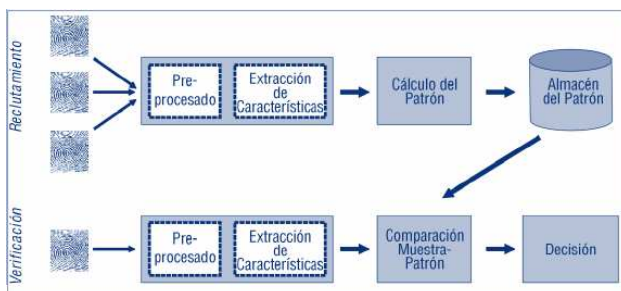 Reclutamiento
Pre-
procesado
Extracción
de
Características
Cálculo del
Patrón
Almacén
del Patrón
Verificación
Pre-
procesado
Extracción
de
Características
Comparación
Muestra-
Patrón
Decisión